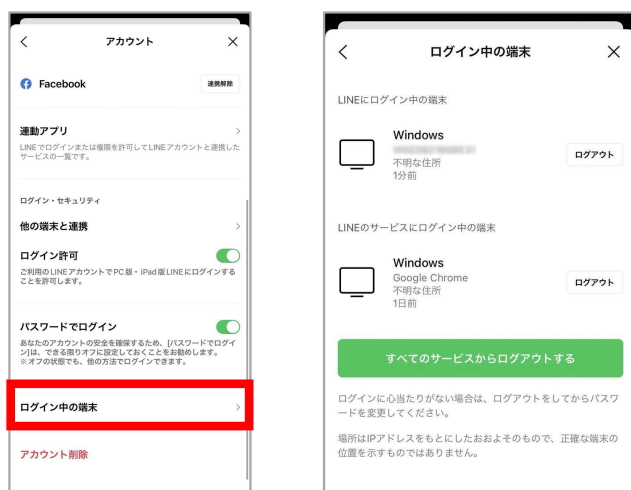 アカウント
Facebook
連携解除
連動アプリ
LINEでログインまたは権限を許可してLINEアカウントと連携した
サービスの一覧です。
ログイン・セキュリティ
他の端末と連携
ログイン許可
ご利用のLINEアカウントでPC版・iPad版LINEにログインする
ことを許可します。
パスワードでログイン
あなたのアカウントの安全を確保するため、[パスワードでログイ
ン]は、できる限りオフに設定しておくことをお勧めします。
※オフの状態でも、他の方法でログインできます。
ログイン中の端末
アカウント削除
ログイン中の端末
LINEにログイン中の端末
Windows
不明な住所
1分前
ログアウト
LINEのサービスにログイン中の端末
Windows
Google Chrome
不明な住所
1日前
ログアウト
すべてのサービスからログアウトする
ログインに心当たりがない場合は、ログアウトをしてからパスワ
ードを変更してください。
場所はIPアドレスをもとにしたおおよそのもので、正確な端末の
位置を示すものではありません。